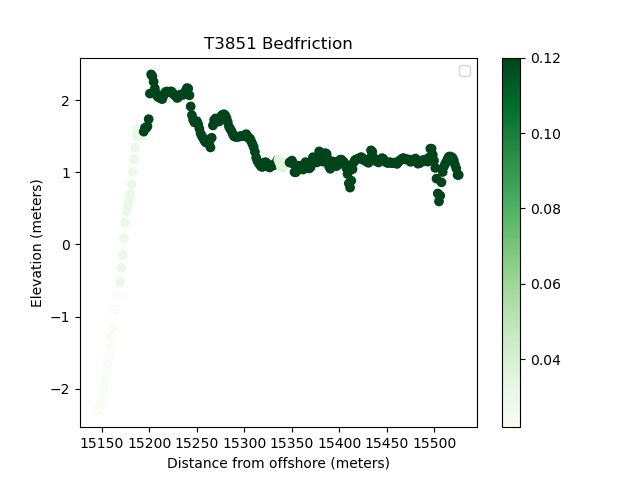 T3851 Bedfriction
Elevation (meters)
2
1
0
−1
−2
15150 15200 15250 15300 15350 15400 15450 15500
Distance from offshore (meters)
0.12
0.10
0.08
0.06
0.04